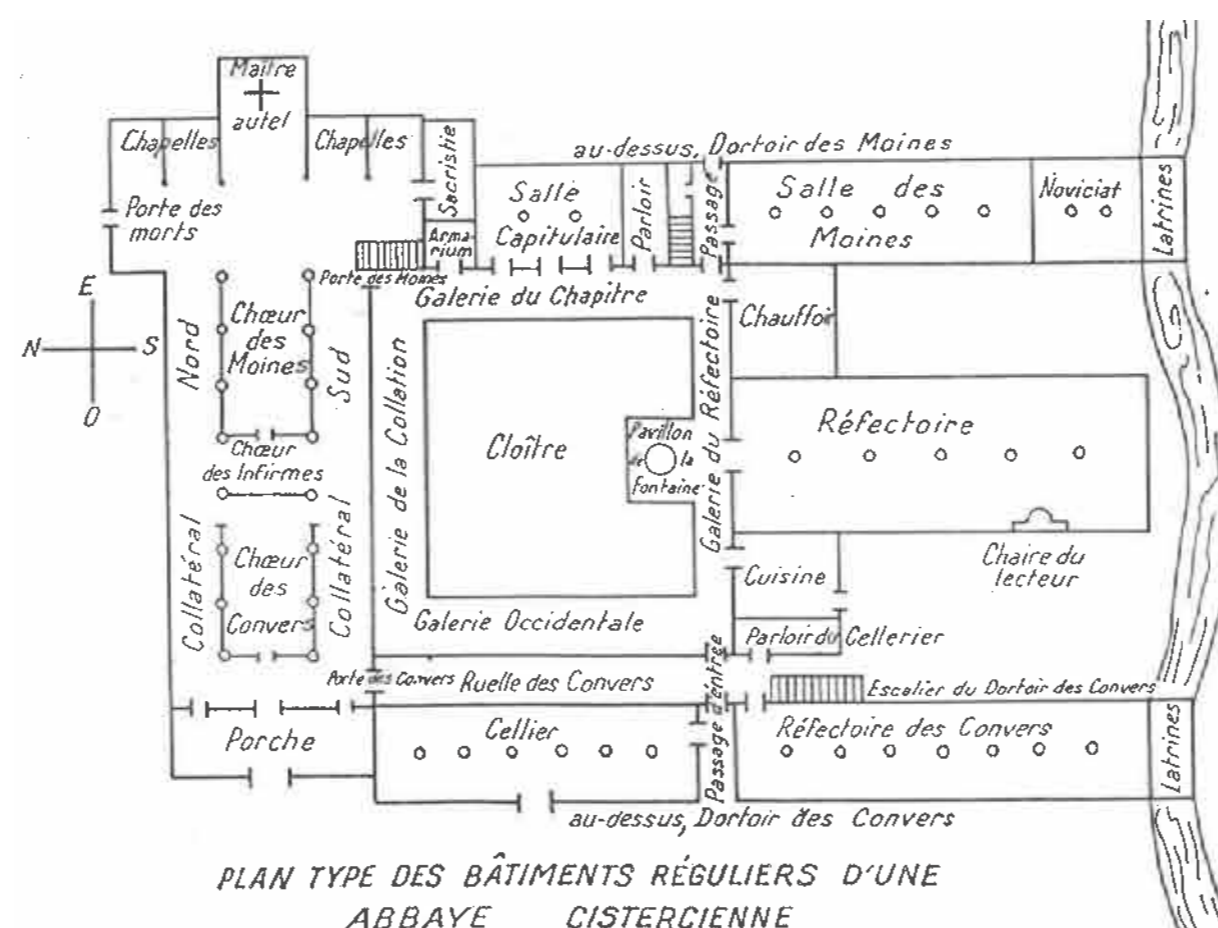 Maître
autel
Chapelles
Chapelles
Sacristie
au-dessus, Dortoir des Moines
Porte des
morts
Armarium
Salle
Capitulaire
Parloir
Passage
Salle des
Moines
Noviciat
Latrines
Porte des Moines
Galerie du Chapitre
E
N
S
O
Nord
Chœur
des
Moines
Sud
Galerie de la Collation
Cloître
Pavillon
de la
Fontaine
Galerie du Réfectoire
Chauffoir
Réfectoire
Chœur
des Infirmes
Collatéral
Chœur
des
Convers
Collatéral
Chaire du
lecteur
Cuisine
Galerie Occidentale
Parloir du Cellerier
Porte des Convers
Ruelle des Convers
Passage d'entrée
Escalier du Dortoir des Convers
Porche
Cellier
Réfectoire des Convers
Latrines
au-dessus, Dortoir des Convers
PLAN TYPE DES BÂTIMENTS RÉGULIERS D'UNE
ABBAYE CISTERCIENNE